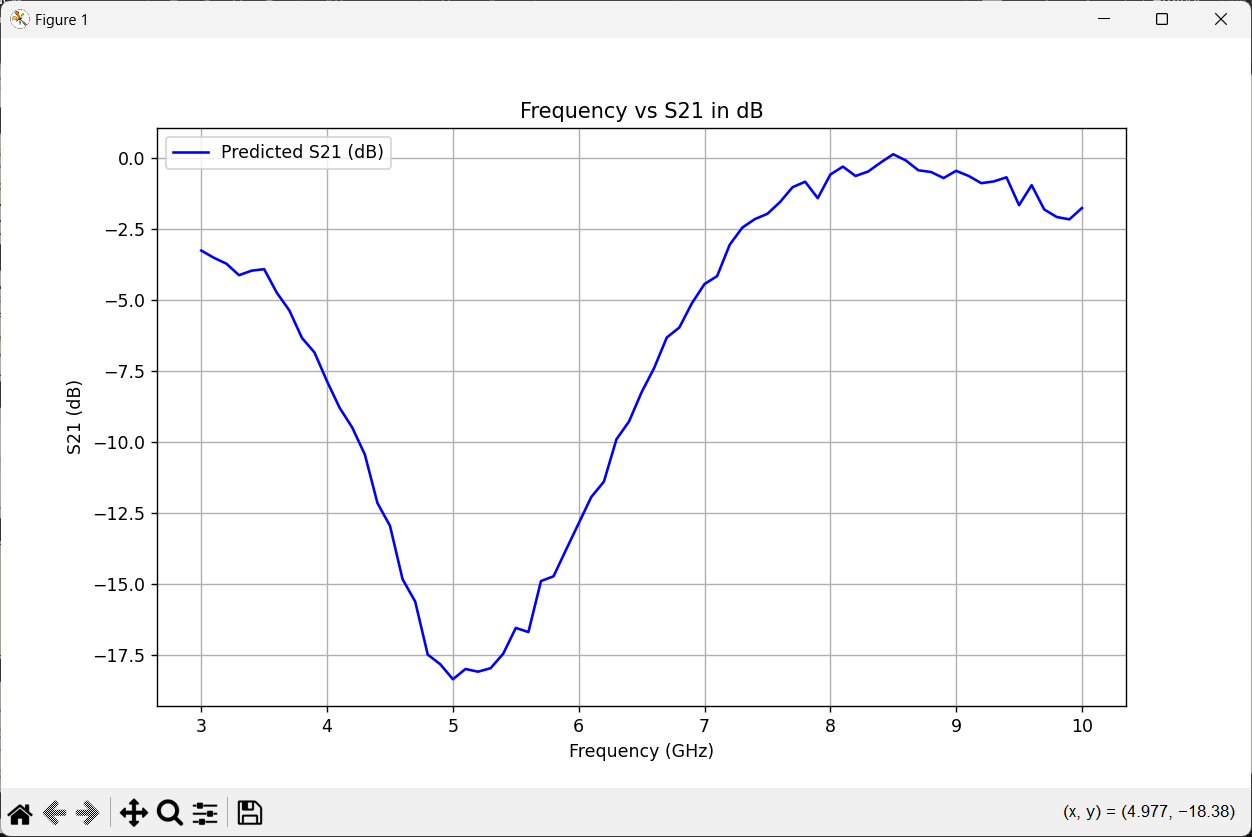 Figure 1
Frequency vs S21 in dB
Predicted S21 (dB)
0.0
−2.5
−5.0
−7.5
−10.0
−12.5
−15.0
−17.5
S21 (dB)
3 4 5 6 7 8 9 10
Frequency (GHz)
(x, y) = (4.977, −18.38)